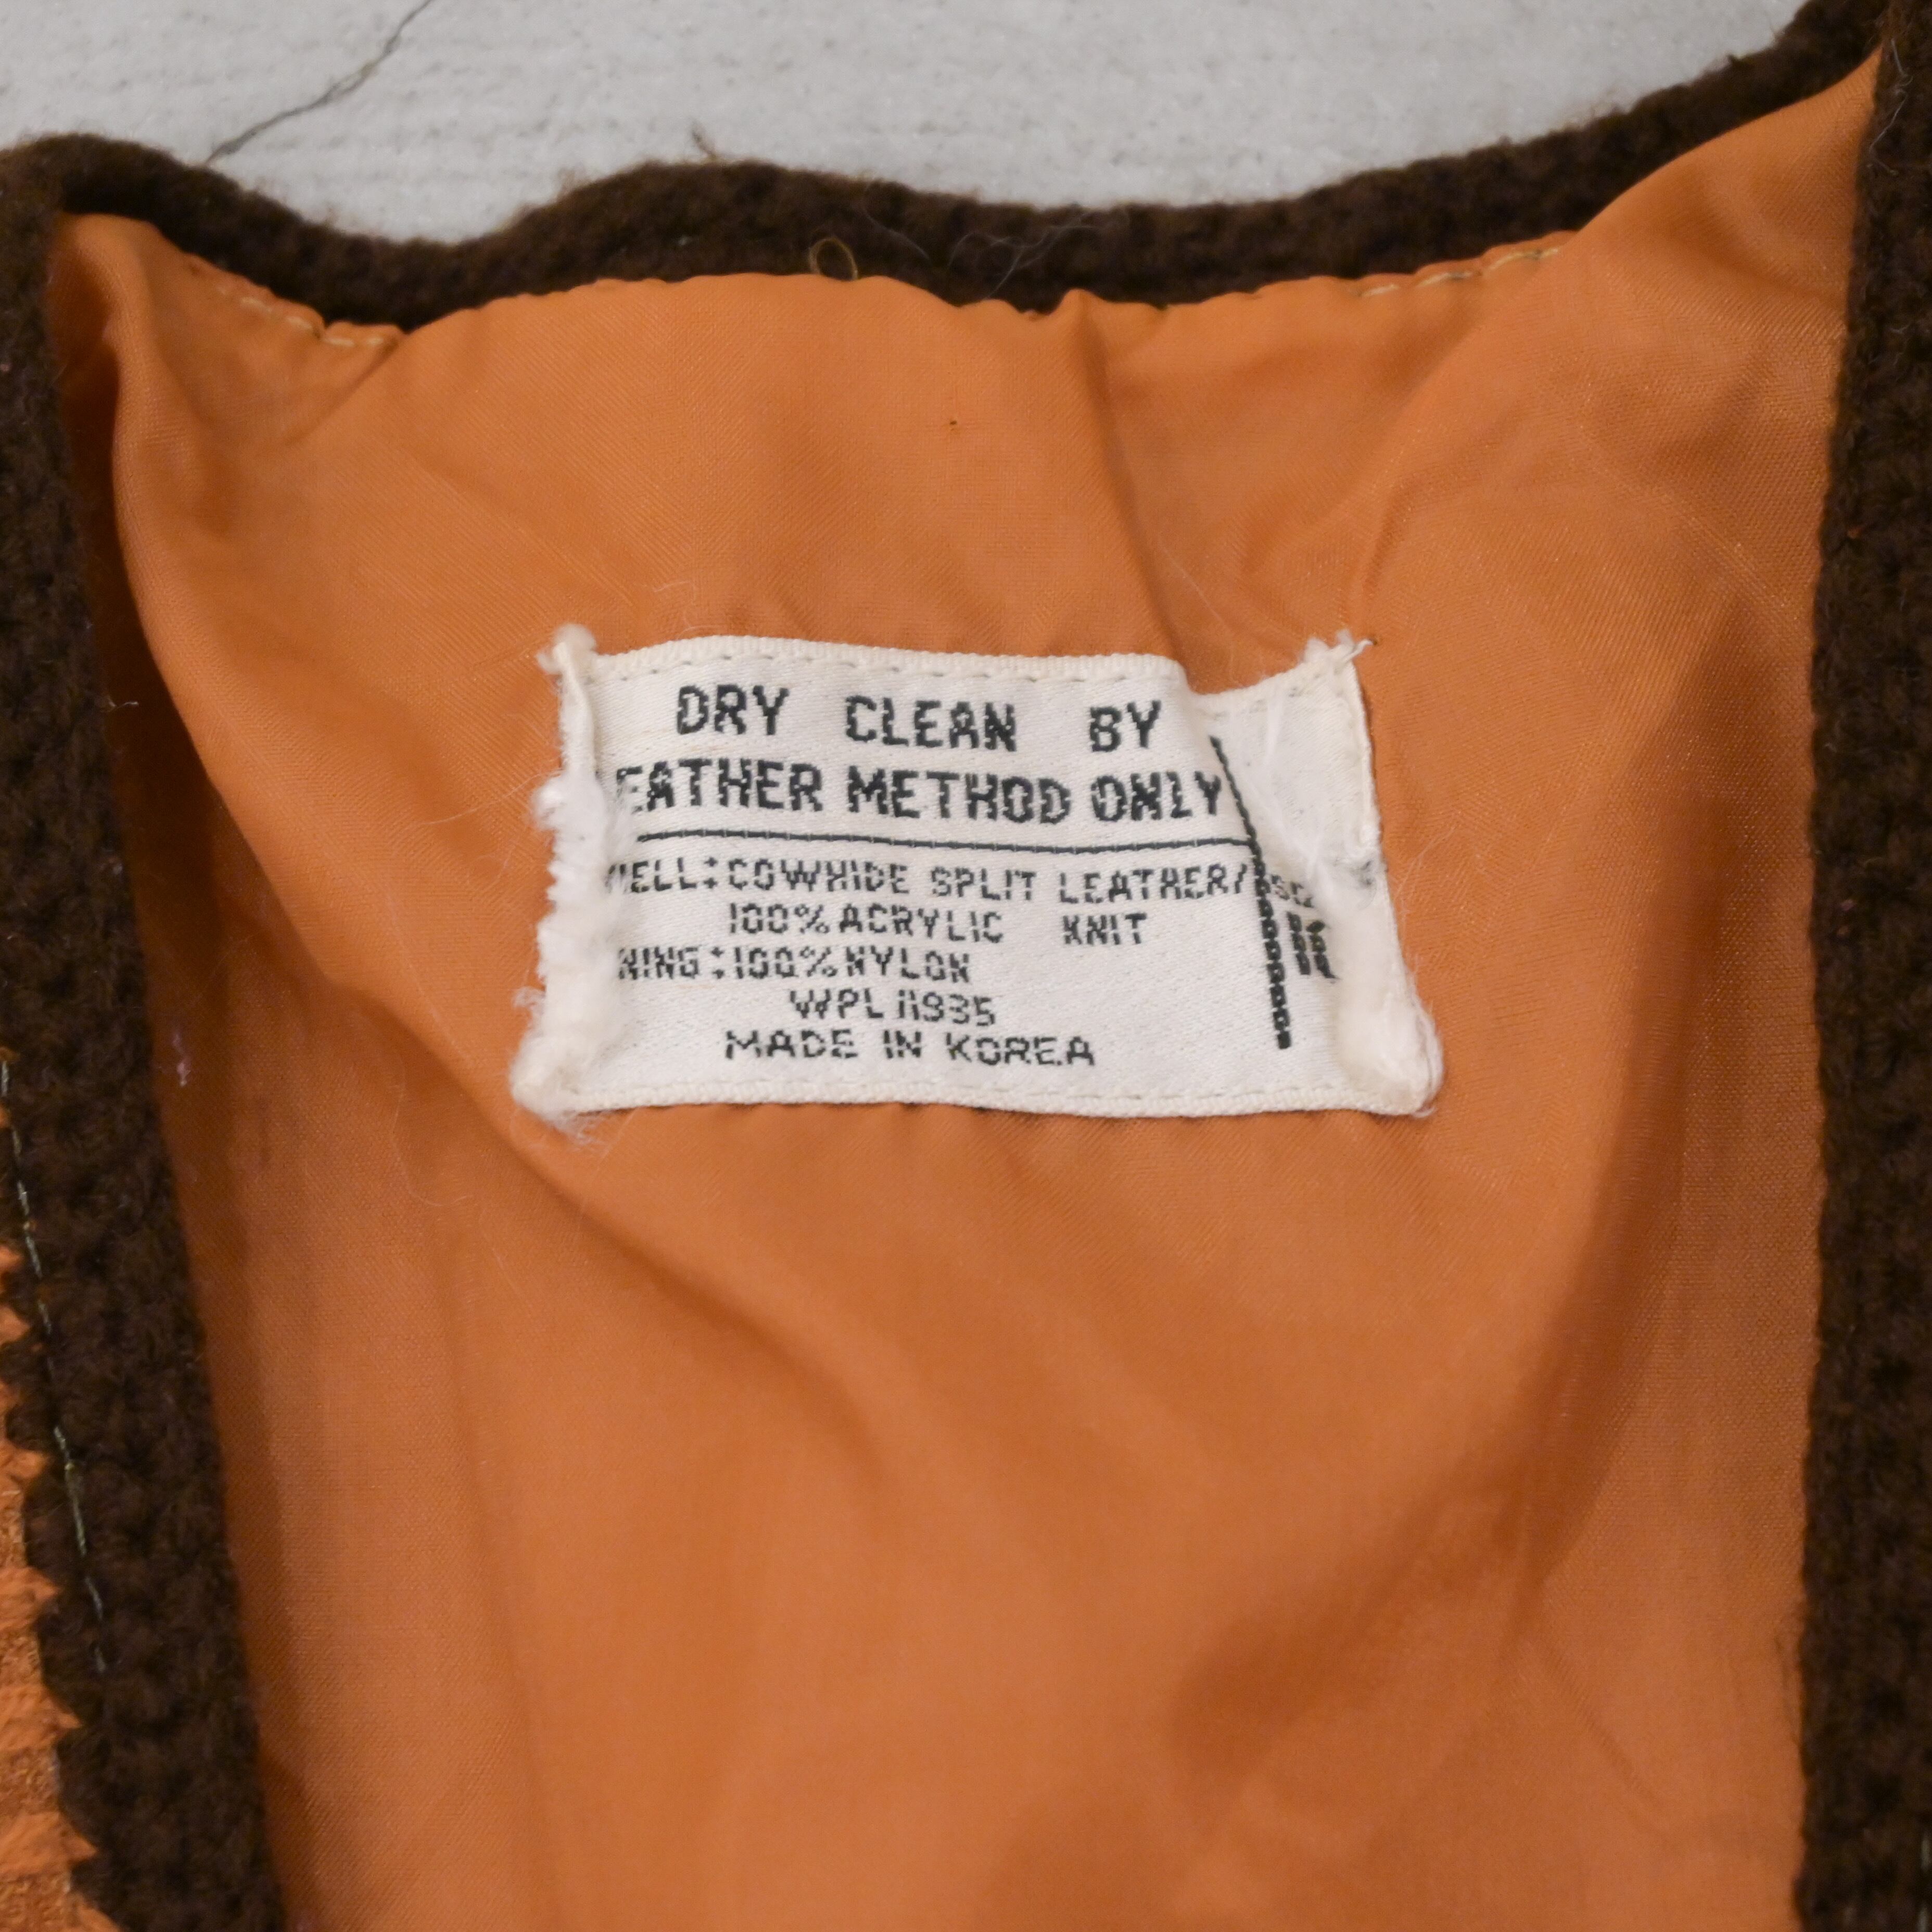 DRY CLEAN BY
EATHER METHOD ONLY
HELL:COWHIDE SPLIT LEATHER/
100% ACRYLIC KNIT
NING:100% NYLON
WPL 11935
MADE IN KOREA